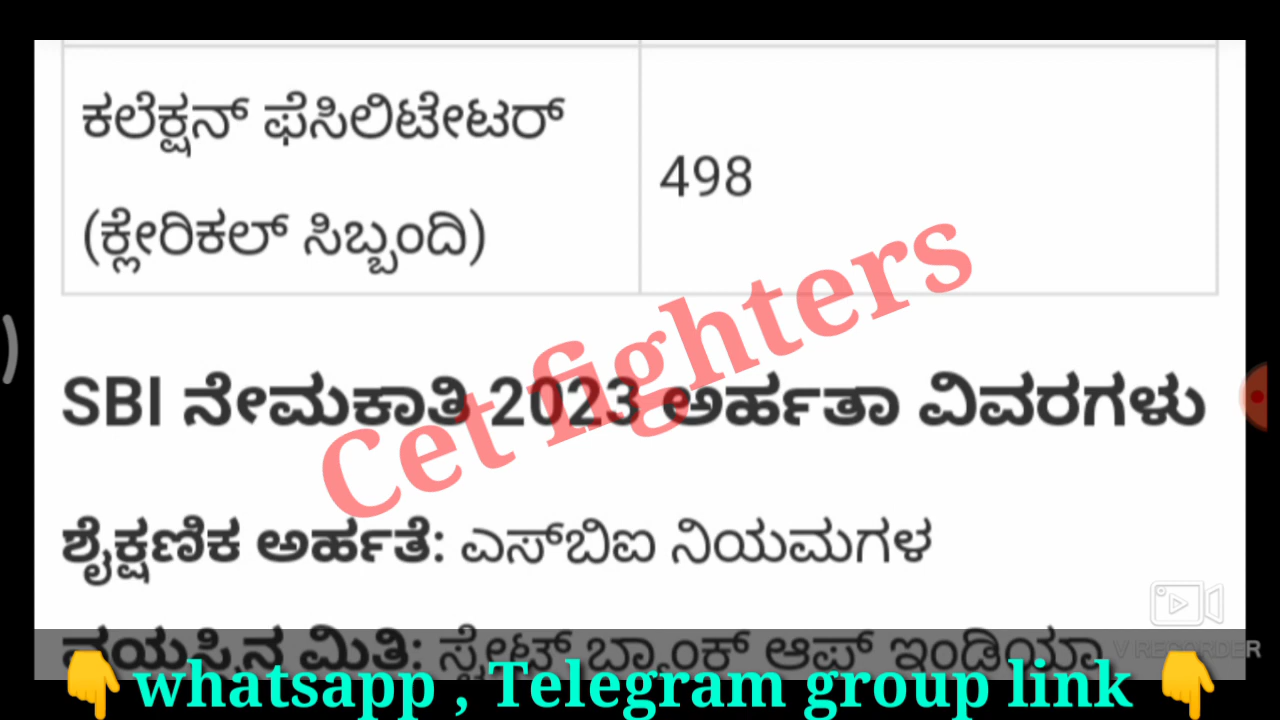 ಕಲೆಕ್ಷನ್ ಫೆಸಿಲಿಟೇಟರ್
(ಕ್ಲೇರಿಕಲ್ ಸಿಬ್ಬಂದಿ)
498
Cet fighters
SBI ನೇಮಕಾತಿ 2023 ಅರ್ಹತಾ ವಿವರಗಳು
ಶೈಕ್ಷಣಿಕ ಅರ್ಹತೆ: ಎಸ್‌ಬಿಐ ನಿಯಮಗಳ
ವಯಸ್ಸಿನ ಮಿತಿ: ಸ್ಟೇಟ್ ಬ್ಯಾಂಕ್ ಆಫ್ ಇಂಡಿಯಾ
V RECORDER
👇whatsapp , Telegram group link 👇